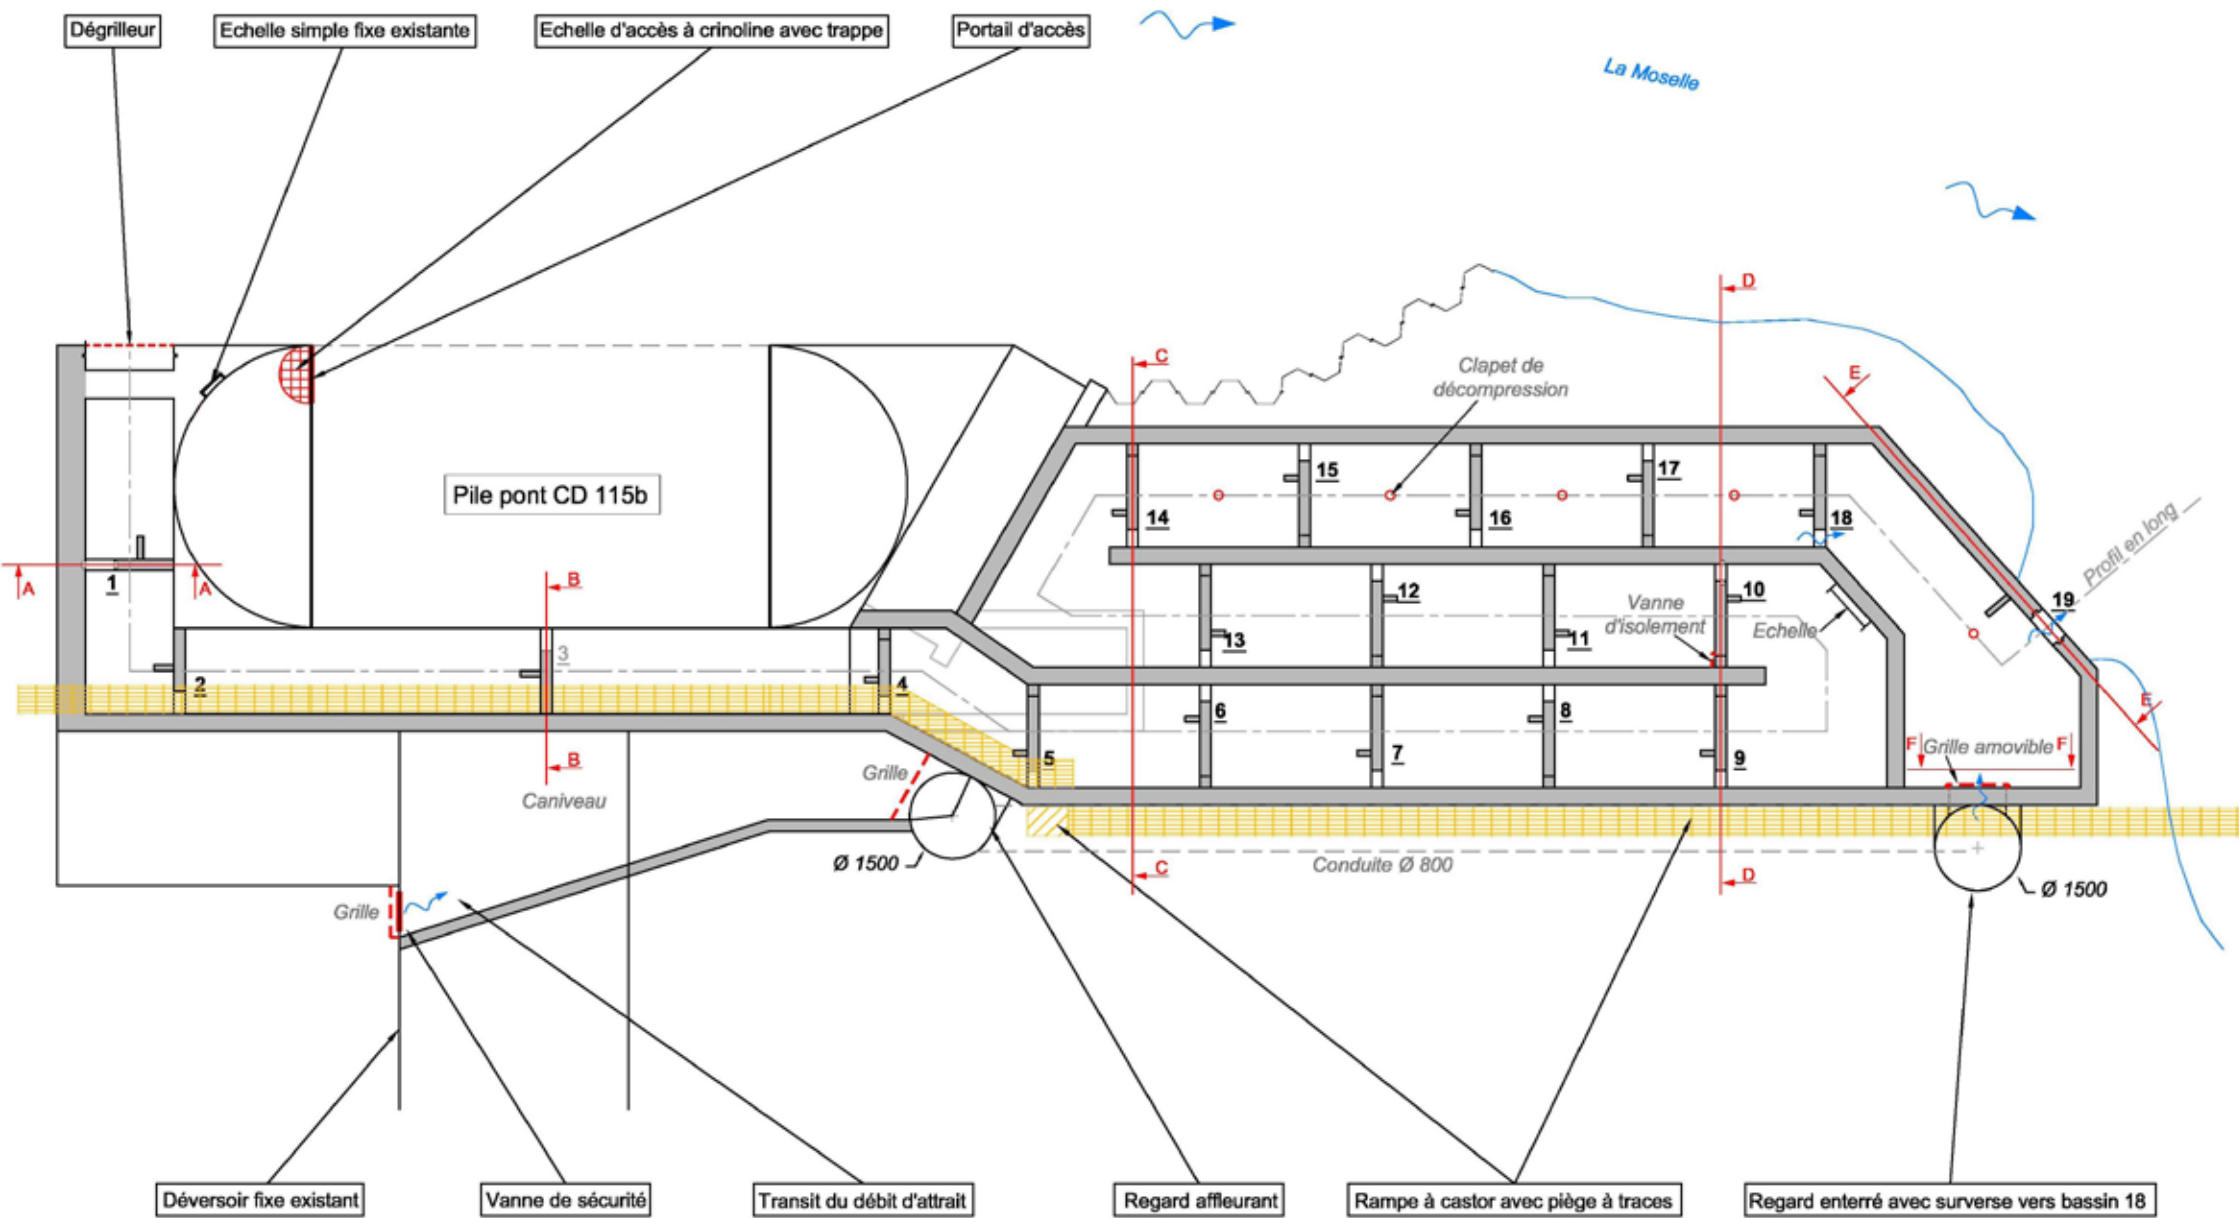 Dégrilleur
Echelle simple fixe existante
Echelle d'accès à crinoline avec trappe
Portail d'accès
La Moselle
D
C
Clapet de
décompression
E
15
17
Pile pont CD 115b
14
16
18
Profil en long
A
1
A
B
12
10
Vanne
d'isolement
Echelle
19
13
11
3
2
4
6
8
E
5
7
9
F
Grille amovible
F
B
Grille
Caniveau
Ø 1500
C
Conduite Ø 800
D
Ø 1500
Grille
Déversoir fixe existant
Vanne de sécurité
Transit du débit d'attrait
Regard affleurant
Rampe à castor avec piège à traces
Regard enterré avec surverse vers bassin 18